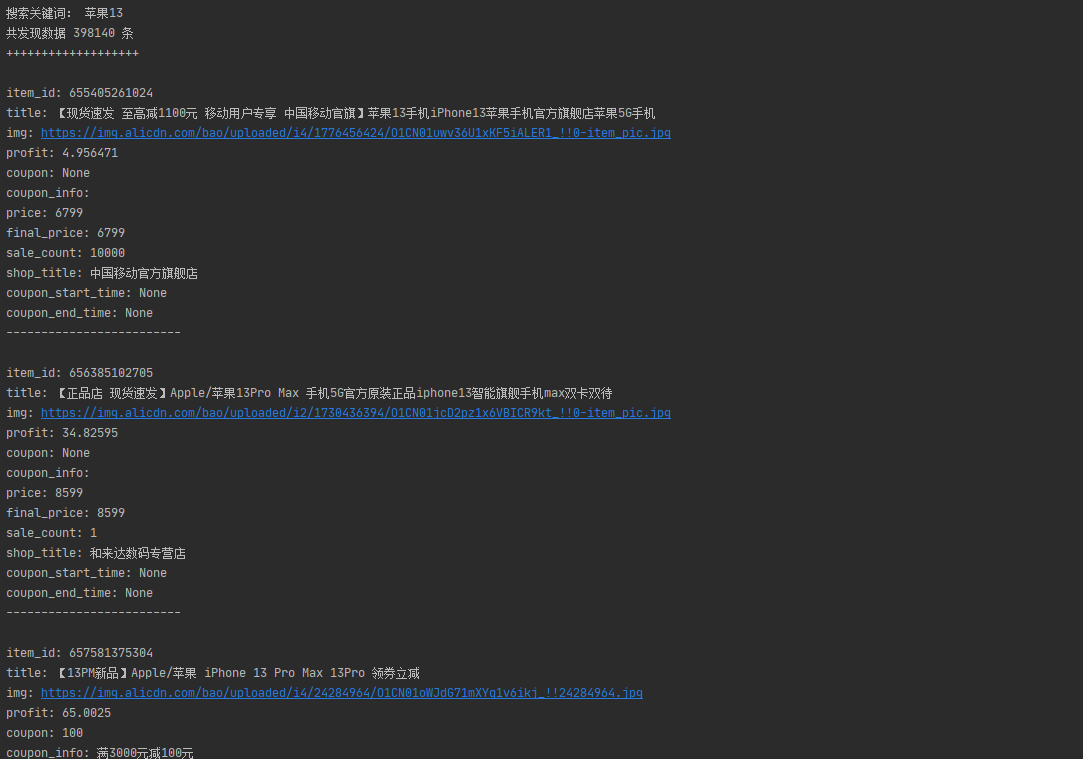 搜索关键词: 苹果13
共发现数据 398140 条
+++++++++++++++++++
item_id: 655405261024
title: 【现货速发 至高减1100元 移动用户专享 中国移动官旗】苹果13手机iPhone13苹果手机官方旗舰店苹果5G手机
img: https://img.alicdn.com/bao/uploaded/i4/1776456424/O1CN01uwv36U1xKF5iALER1_!!0-item_pic.jpg
profit: 4.956471
coupon: None
coupon_info:
price: 6799
final_price: 6799
sale_count: 10000
shop_title: 中国移动官方旗舰店
coupon_start_time: None
coupon_end_time: None
-------------------------
item_id: 656385102705
title: 【正品店 现货速发】Apple/苹果13Pro Max 手机5G官方原装正品iphone13智能旗舰手机max双卡双待
img: https://img.alicdn.com/bao/uploaded/i2/1730436394/O1CN01jcD2pz1x6VBICR9kt_!!0-item_pic.jpg
profit: 34.82595
coupon: None
coupon_info:
price: 8599
final_price: 8599
sale_count: 1
shop_title: 和来达数码专营店
coupon_start_time: None
coupon_end_time: None
-------------------------
item_id: 657581375304
title: 【13PM新品】Apple/苹果 iPhone 13 Pro Max 13Pro 领券立减
img: https://img.alicdn.com/bao/uploaded/i4/24284964/O1CN01oWJdG71mXYg1v6ikj_!!24284964.jpg
profit: 65.0025
coupon: 100
coupon_info: 满3000元减100元